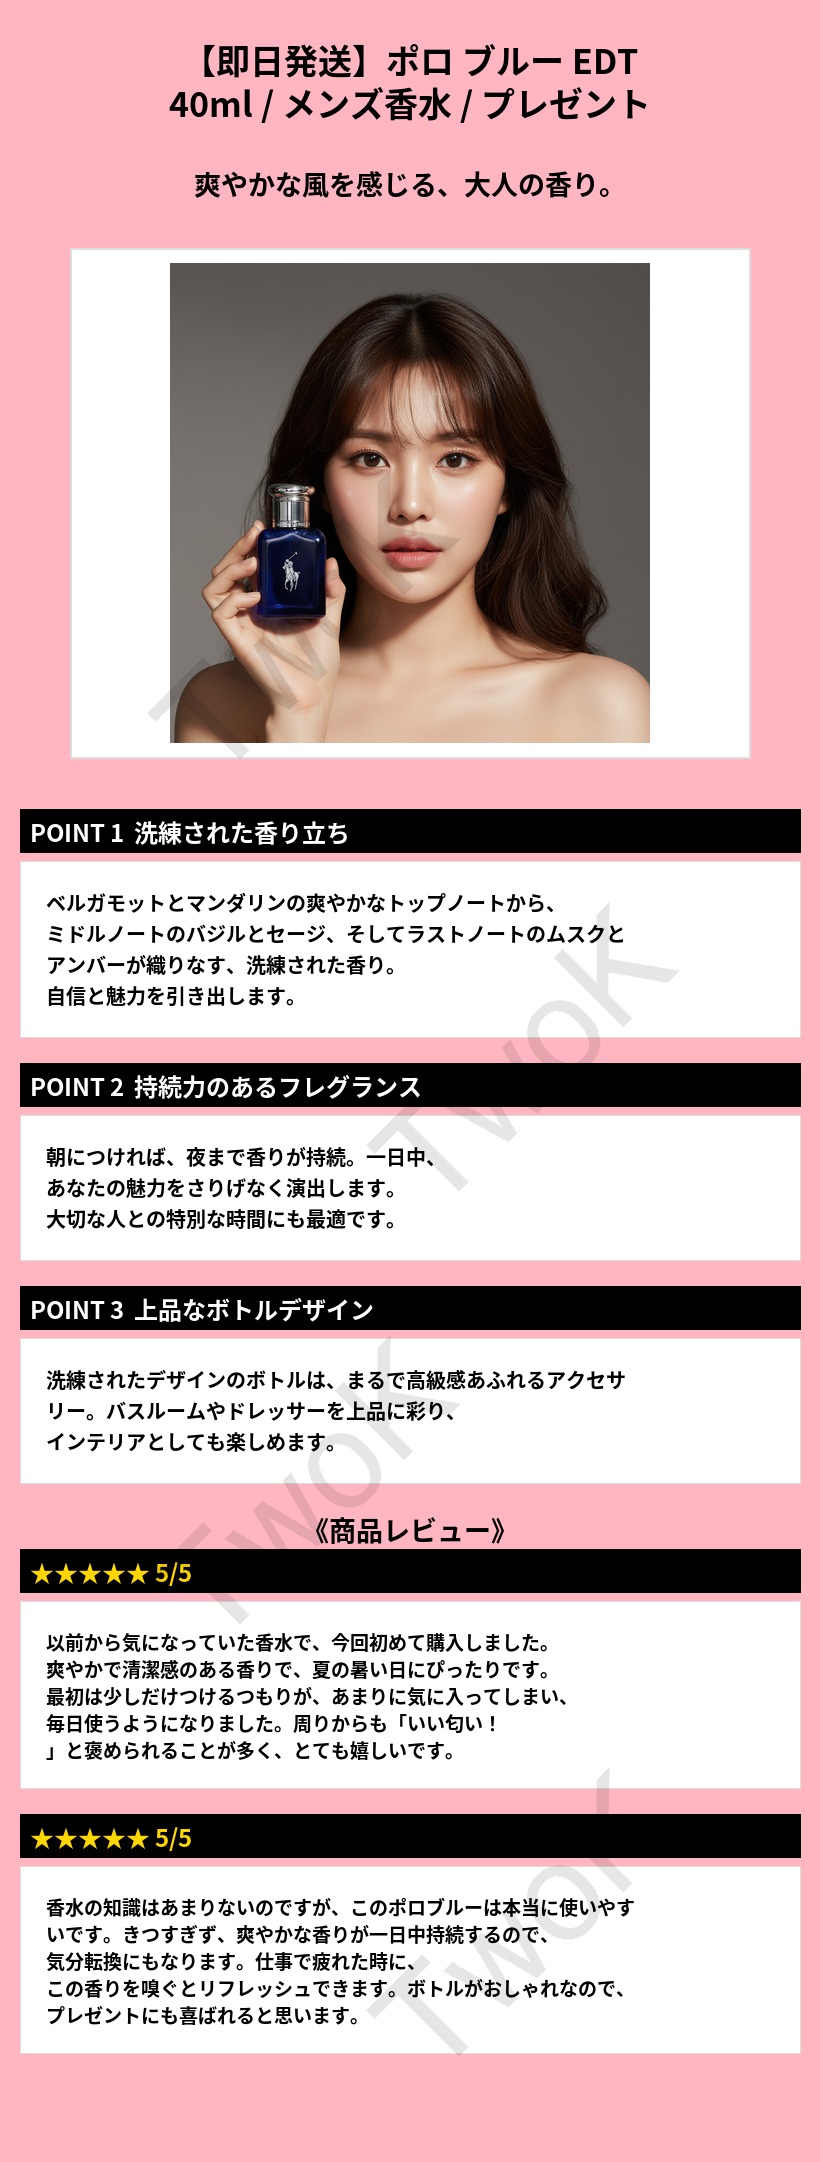 【即日発送】ポロ ブルー EDT
40ml / メンズ香水 / プレゼント
爽やかな風を感じる、大人の香り。
TwoK
POINT 1 洗練された香り立ち
ベルガモットとマンダリンの爽やかなトップノートから、
ミドルノートのバジルとセージ、そしてラストノートのムスクと
アンバーが織りなす、洗練された香り。
自信と魅力を引き出します。
TwoK
POINT 2 持続力のあるフレグランス
朝につければ、夜まで香りが持続。一日中、
あなたの魅力をさりげなく演出します。
大切な人との特別な時間にも最適です。
POINT 3 上品なボトルデザイン
洗練されたデザインのボトルは、まるで高級感あふれるアクセサ
リー。バスルームやドレッサーを上品に彩り、
インテリアとしても楽しめます。
TwoK
《商品レビュー》
★★★★★ 5/5
以前から気になっていた香水で、今回初めて購入しました。
爽やかで清潔感のある香りで、夏の暑い日にぴったりです。
最初は少しだけつけるつもりが、あまりに気に入ってしまい、
毎日使うようになりました。周りからも「いい匂い！
」と褒められることが多く、とても嬉しいです。
★★★★★ 5/5
香水の知識はあまりないのですが、このポロブルーは本当に使いやす
いです。きつすぎず、爽やかな香りが一日中持続するので、
気分転換にもなります。仕事で疲れた時に、
この香りを嗅ぐとリフレッシュできます。ボトルがおしゃれなので、
プレゼントにも喜ばれると思います。
TwoK